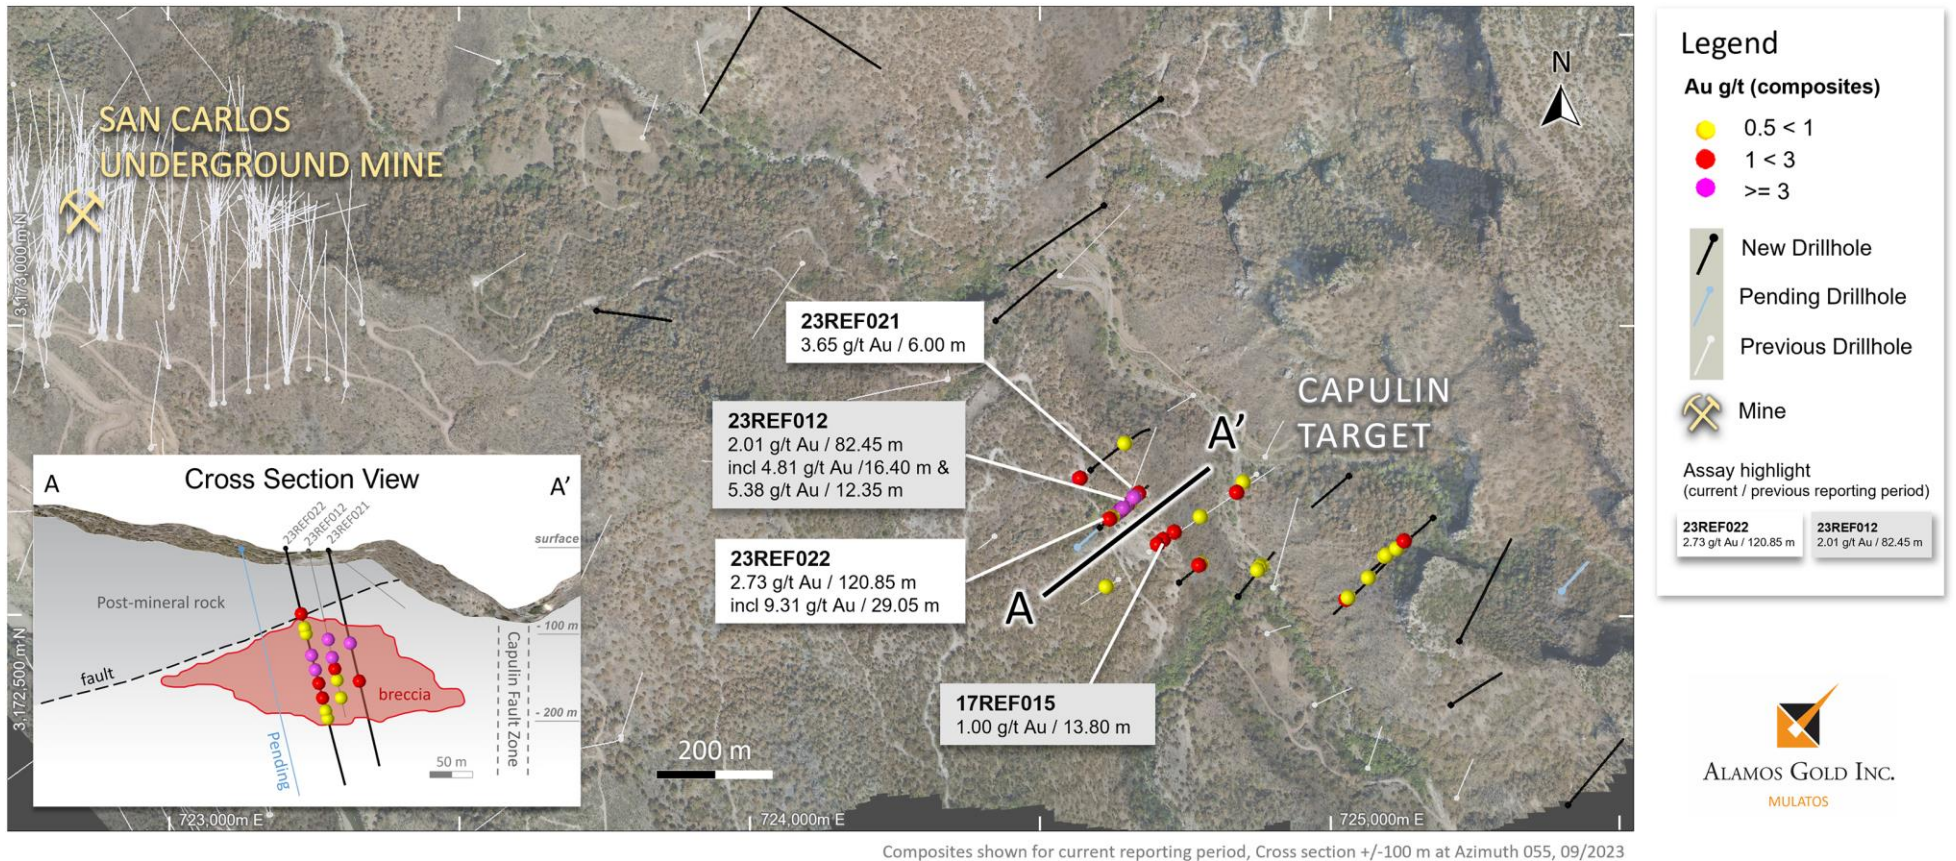 SAN CARLOS
UNDERGROUND MINE
N
3,173,000 m N
3,172,500 m N
23REF021
3.65 g/t Au / 6.00 m
23REF012
2.01 g/t Au / 82.45 m
incl 4.81 g/t Au /16.40 m &
5.38 g/t Au / 12.35 m
23REF022
2.73 g/t Au / 120.85 m
incl 9.31 g/t Au / 29.05 m
17REF015
1.00 g/t Au / 13.80 m
CAPULIN
TARGET
A'
A
200 m
A
Cross Section View
A'
23REF022
23REF012
23REF021
surface
Post-mineral rock
- 100 m
fault
breccia
Capulin Fault Zone
- 200 m
Pending
50 m
723,000m E
724,000m E
725,000m E
Legend
Au g/t (composites)
0.5 < 1
1 < 3
>= 3
New Drillhole
Pending Drillhole
Previous Drillhole
Mine
Assay highlight
(current / previous reporting period)
23REF022
2.73 g/t Au / 120.85 m
23REF012
2.01 g/t Au / 82.45 m
ALAMOS GOLD INC.
MULATOS
Composites shown for current reporting period, Cross section +/-100 m at Azimuth 055, 09/2023